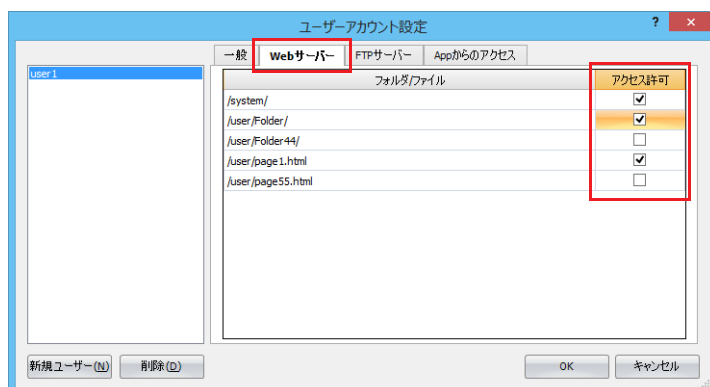 ユーザーアカウント設定
? ×
一般 Webサーバー FTPサーバー Appからのアクセス
user1
フォルダ/ファイル アクセス許可
/system/
/user/Folder/
/user/Folder44/
/user/page1.html
/user/page55.html
新規ユーザー(N) 削除(D) OK キャンセル